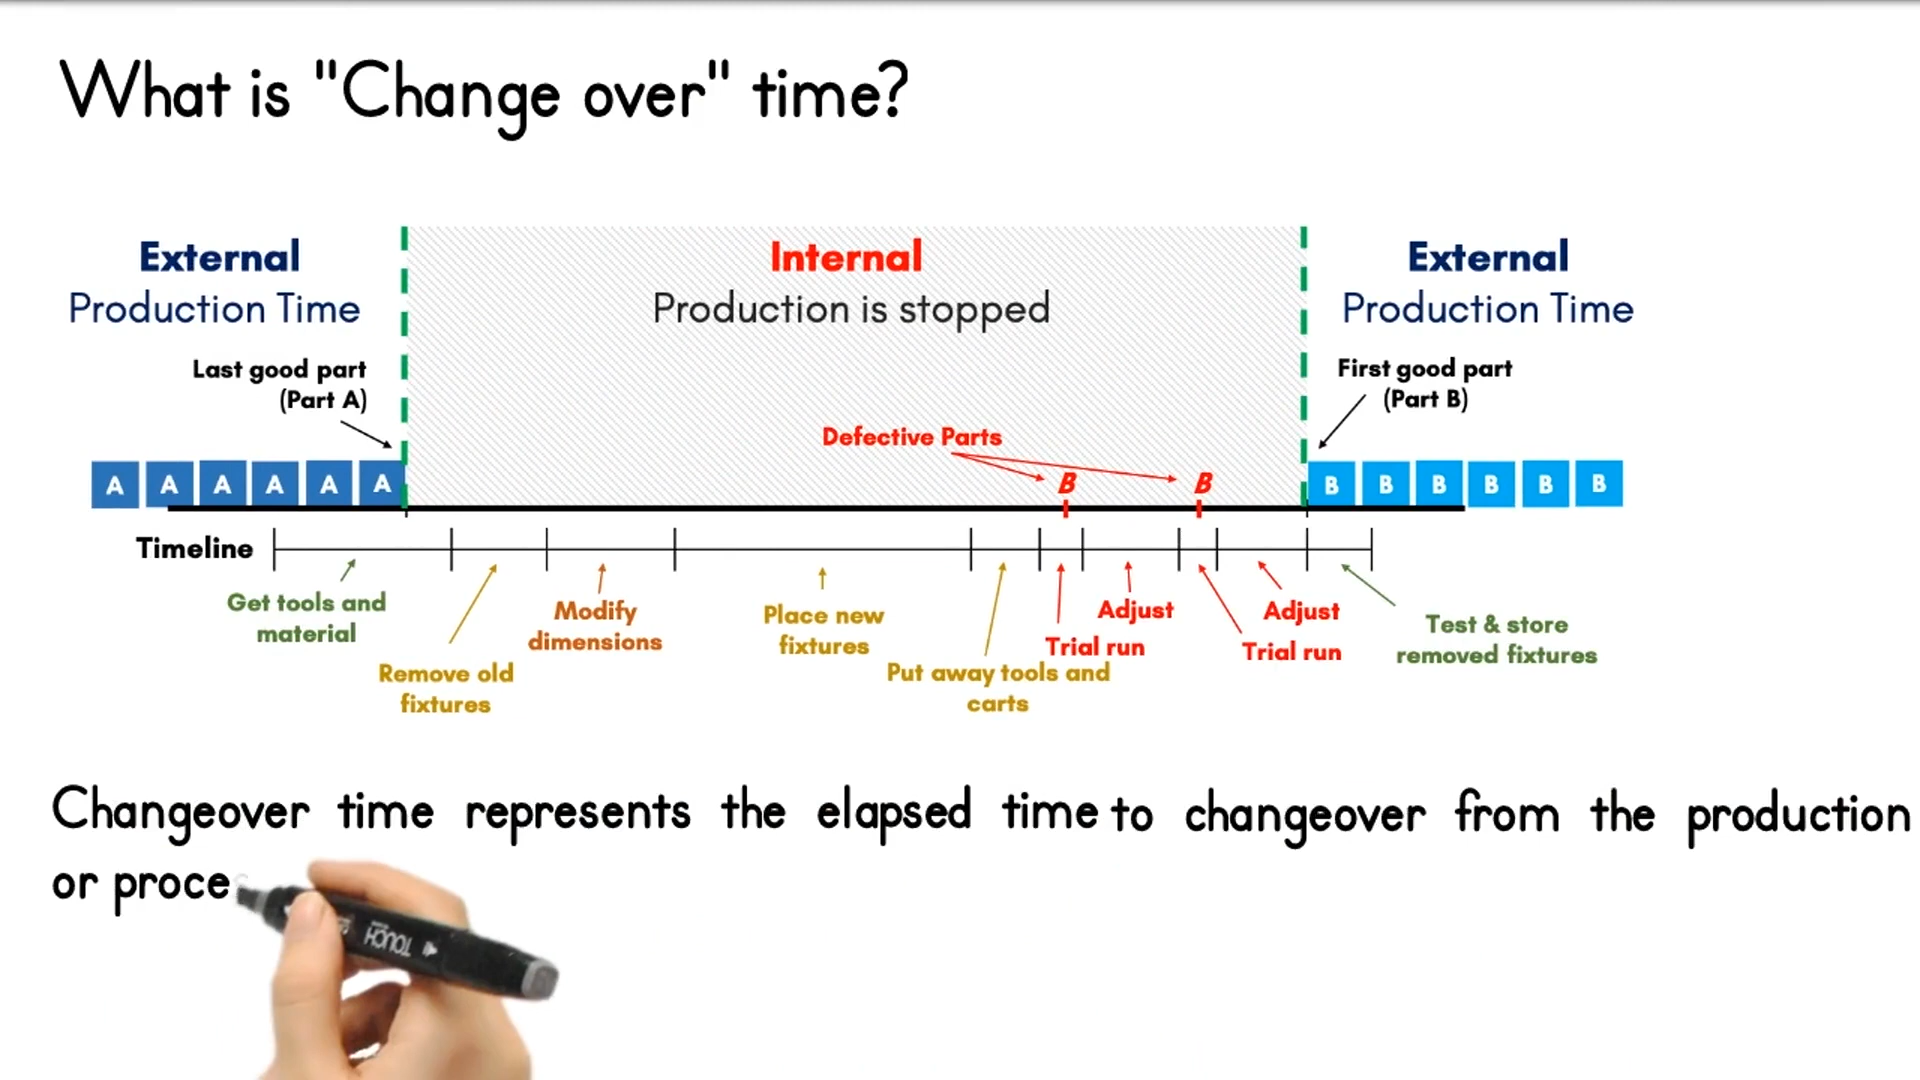 What is "Change over" time?
External
Production Time
Internal
Production is stopped
External
Production Time
Last good part
(Part A)
First good part
(Part B)
Defective Parts
A A A A A A
B
B
B B B B B B
Timeline
Get tools and
material
Remove old
fixtures
Modify
dimensions
Place new
fixtures
Put away tools and
carts
Trial run
Adjust
Trial run
Adjust
Test & store
removed fixtures
Changeover time represents the elapsed time to changeover from the production
or proce
TOUCH